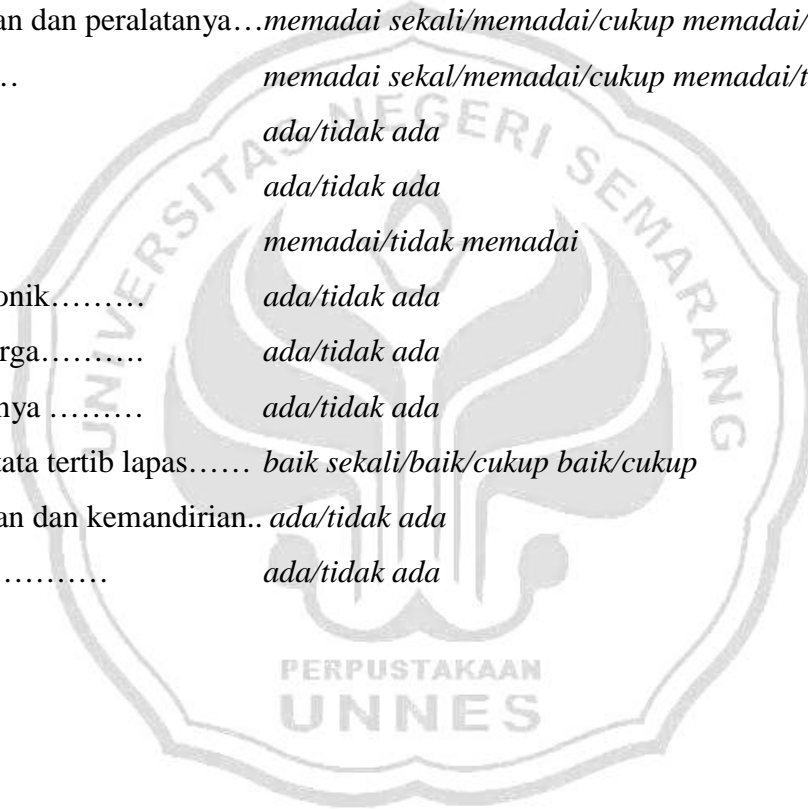 an dan peralatanya…memadai sekali/memadai/cukup memadai/
… memadai sekal/memadai/cukup memadai/t
ada/tidak ada
ada/tidak ada
memadai/tidak memadai
onik……… ada/tidak ada
rga………. ada/tidak ada
nya ……… ada/tidak ada
tata tertib lapas…… baik sekali/baik/cukup baik/cukup
an dan kemandirian.. ada/tidak ada
………… ada/tidak ada
UNIVERSITAS NEGERI SEMARANG
PERPUSTAKAAN
UNNES